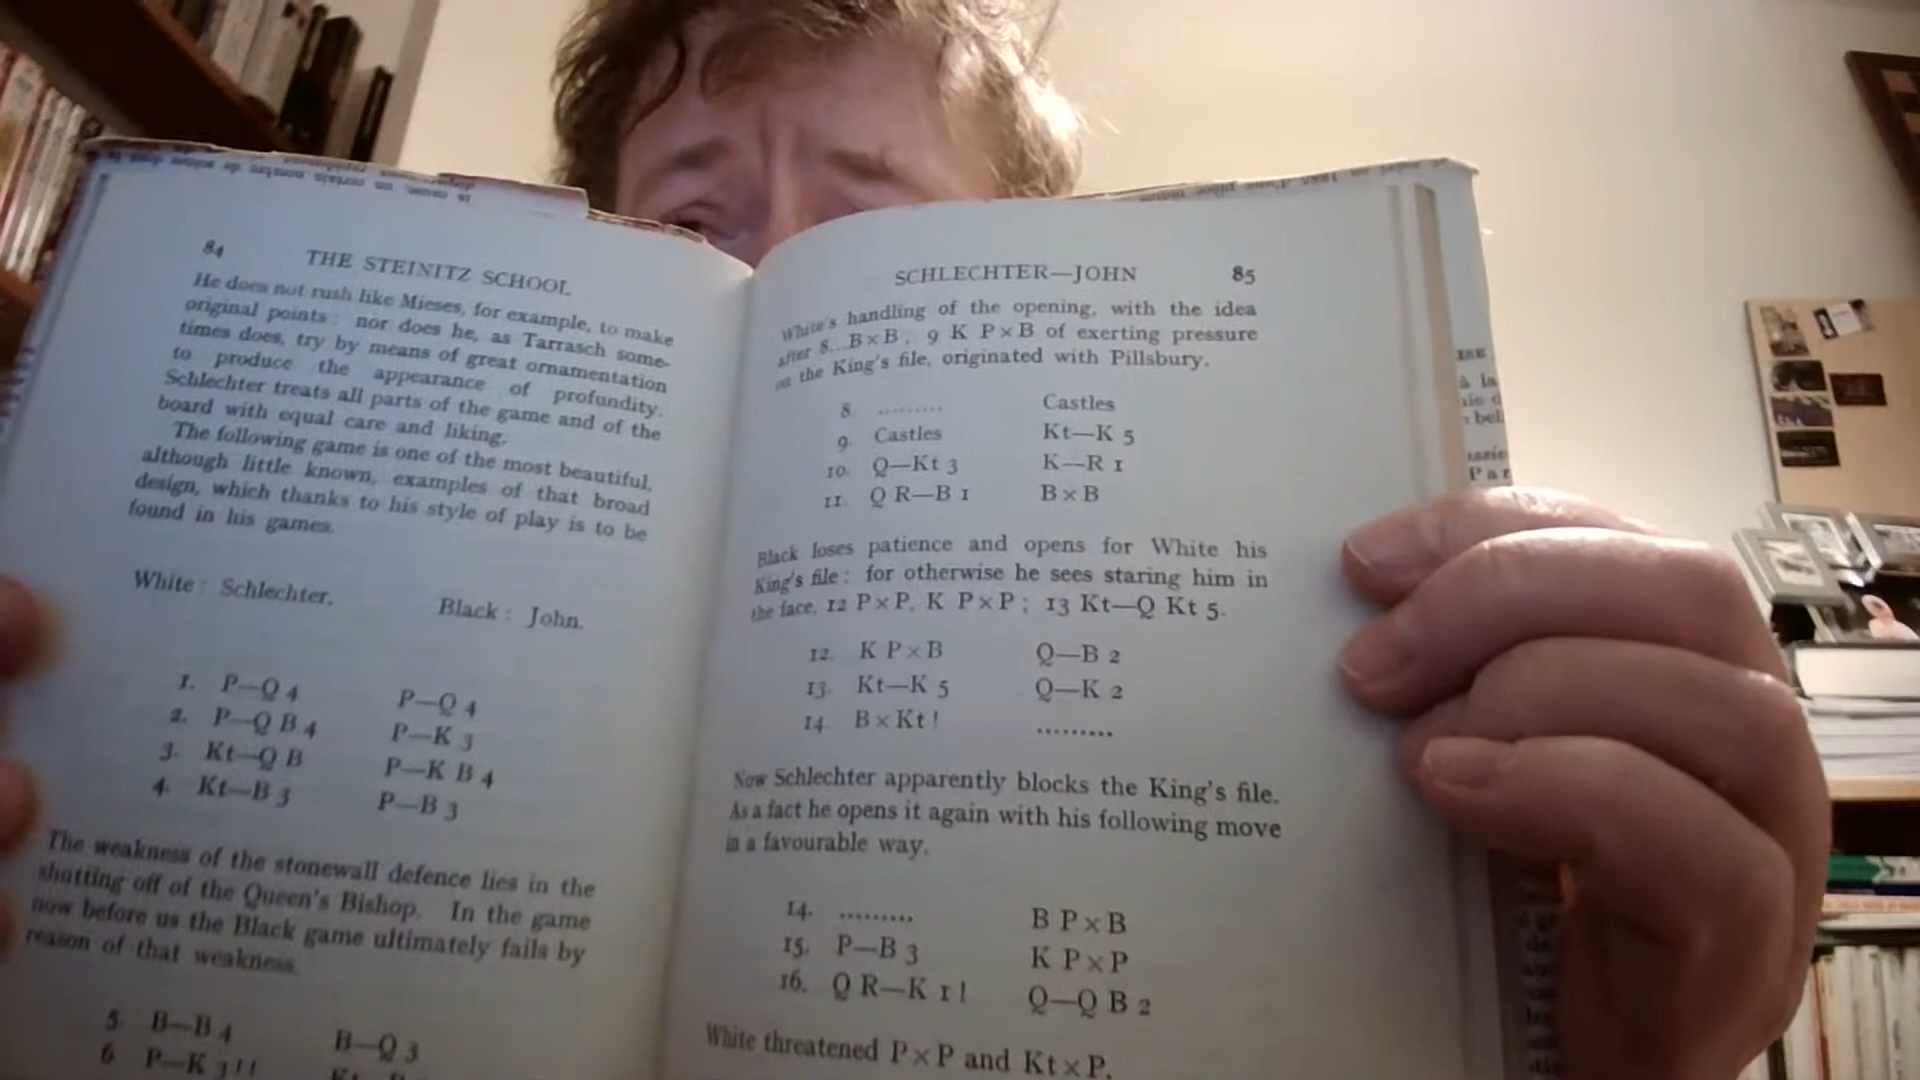 84
THE STEINITZ SCHOOL
He does not rush like Mieses, for example, to make
original points: nor does he, as Tarrasch some-
times does, try by means of great ornamentation
to produce the appearance of profundity.
Schlechter treats all parts of the game and of the
board with equal care and liking.
The following game is one of the most beautiful,
although little known, examples of that broad
design, which thanks to his style of play is to be
found in his games.
White: Schlechter, Black: John.
1. P—Q 4 P—Q 4
2. P—Q B 4 P—K 3
3. Kt—Q B P—K B 4
4. Kt—B 3 P—B 3
The weakness of the stonewall defence lies in the
shutting off of the Queen's Bishop. In the game
now before us the Black game ultimately fails by
reason of that weakness.
5. B—B 4 B—Q 3
6. P—K 3!!
SCHLECHTER—JOHN 85
White's handling of the opening, with the idea
after 8...B×B, 9 K P×B of exerting pressure
on the King's file, originated with Pillsbury.
8. ......... Castles
9. Castles Kt—K 5
10. Q—Kt 3 K—R 1
11. Q R—B 1 B×B
Black loses patience and opens for White his
King's file: for otherwise he sees staring him in
the face, 12 P×P, K P×P; 13 Kt—Q Kt 5.
12. K P×B Q—B 2
13. Kt—K 5 Q—K 2
14. B×Kt! .........
Now Schlechter apparently blocks the King's file.
As a fact he opens it again with his following move
in a favourable way.
14. ......... B P×B
15. P—B 3 K P×P
16. Q R—K 1! Q—Q B 2
White threatened P×P and Kt×P.